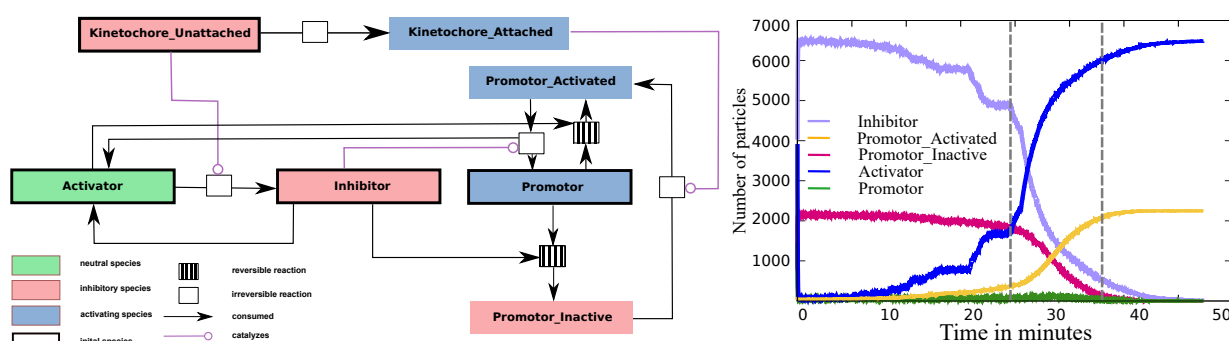 Kinetochore_Unattached
Kinetochore_Attached
Promotor_Activated
Activator
Inhibitor
Promotor
Promotor_Inactive
neutral species
inhibitory species
activating species
inital species
reversible reaction
irreversible reaction
consumed
catalyzes
7000
6000
5000
4000
3000
2000
1000
Number of particles
Inhibitor
Promotor_Activated
Promotor_Inactive
Activator
Promotor
0 10 20 30 40 50
Time in minutes